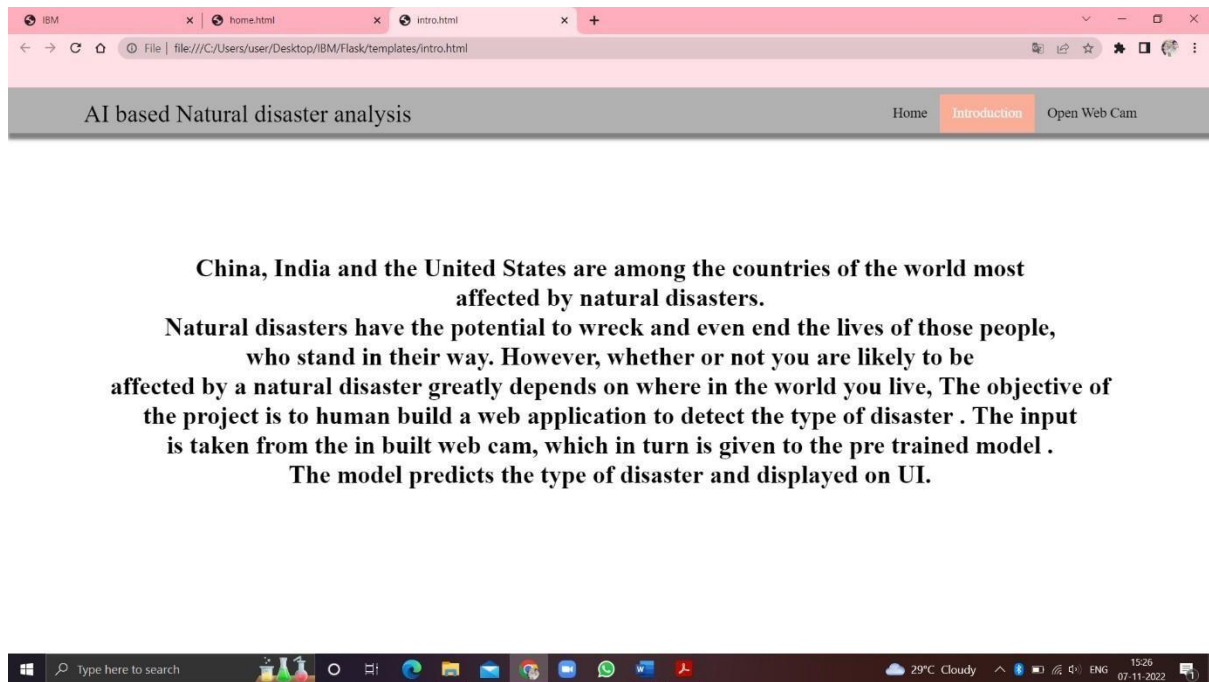 IBM
home.html
intro.html
File | file:///C:/Users/user/Desktop/IBM/Flask/templates/intro.html
AI based Natural disaster analysis
Home
Introduction
Open Web Cam
China, India and the United States are among the countries of the world most
affected by natural disasters.
Natural disasters have the potential to wreck and even end the lives of those people,
who stand in their way. However, whether or not you are likely to be
affected by a natural disaster greatly depends on where in the world you live, The objective of
the project is to human build a web application to detect the type of disaster . The input
is taken from the in built web cam, which in turn is given to the pre trained model .
The model predicts the type of disaster and displayed on UI.
Type here to search
29°C Cloudy
ENG
15:26
07-11-2022